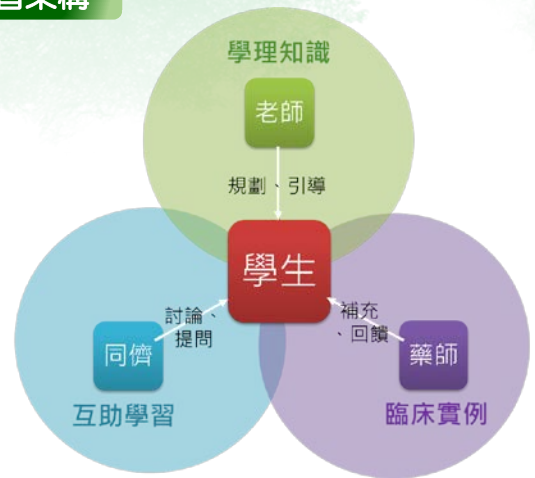 學理知識
老師
規劃、引導
學生
討論、
提問
同儕
互助學習
補充
、回饋
藥師
臨床實例